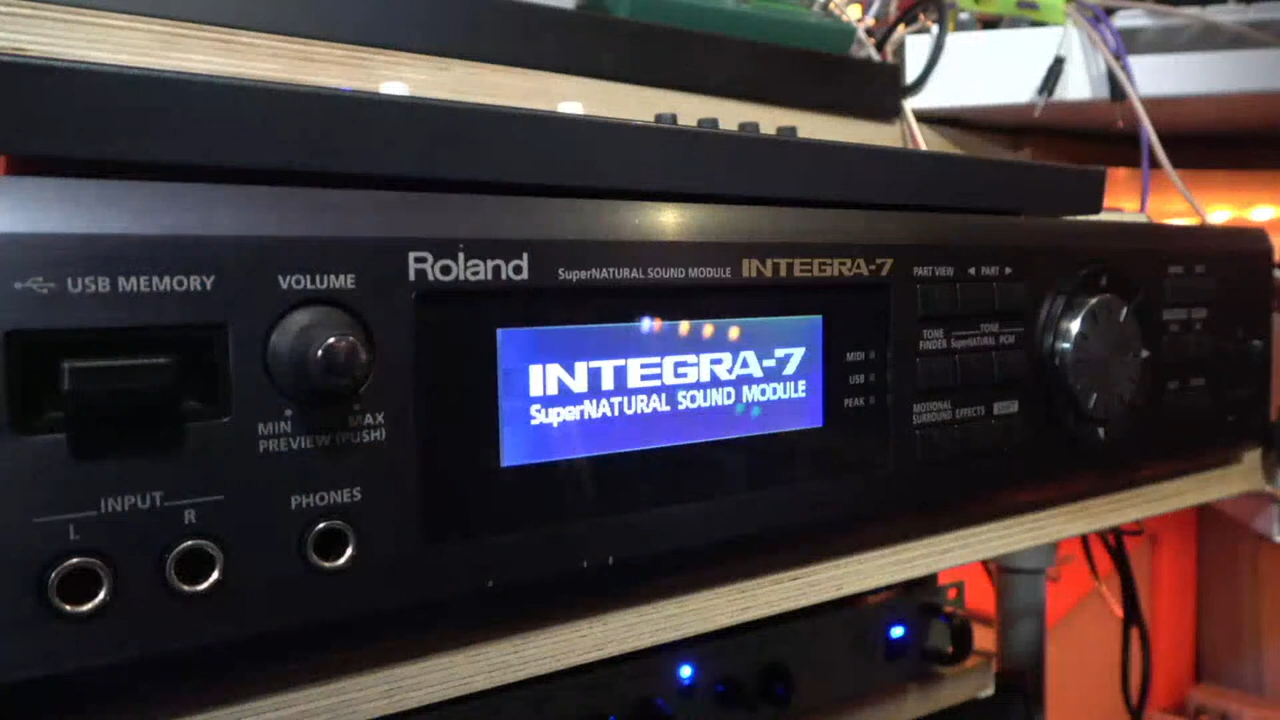 USB MEMORY
VOLUME
MIN
MAX
PREVIEW (PUSH)
INPUT
L
R
PHONES
Roland
SuperNATURAL SOUND MODULE INTEGRA-7
INTEGRA-7
SuperNATURAL SOUND MODULE
MIDI
USB
PEAK
PART VIEW
◀ PART ▶
TONE
FINDER
TONE
SuperNATURAL PCM
MOTIONAL
SURROUND EFFECTS
SHIFT